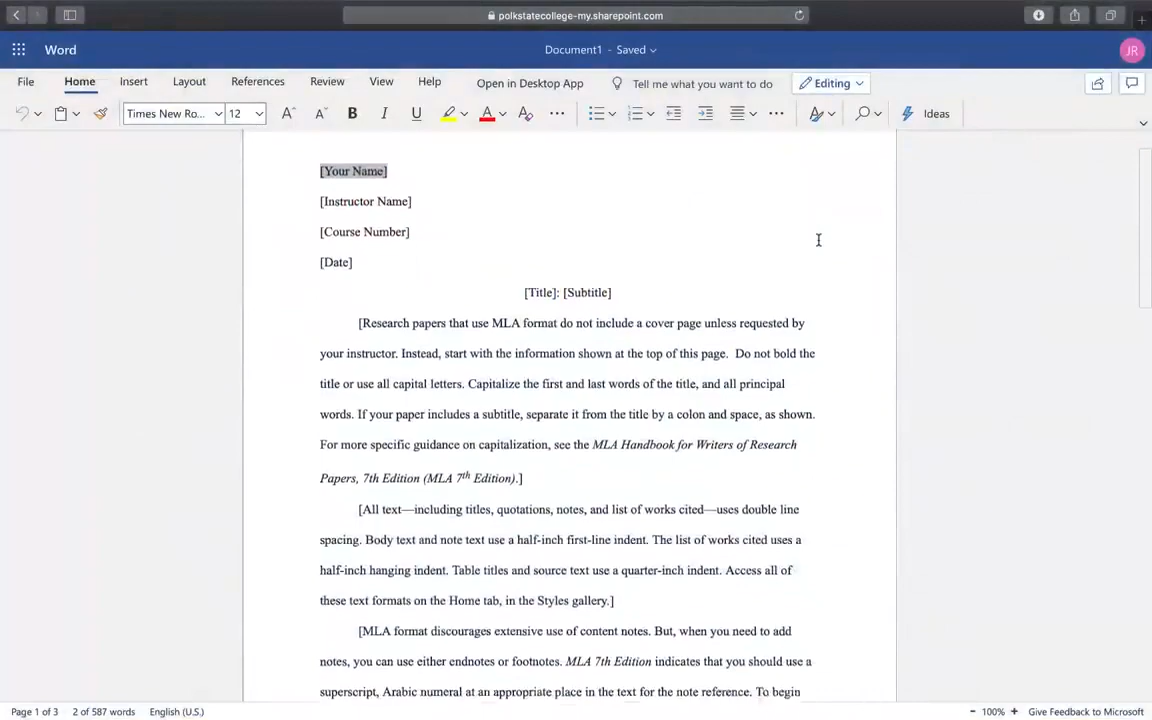 polkstatecollege-my.sharepoint.com
Word
Document1 - Saved
JR
File Home Insert Layout References Review View Help Open in Desktop App Tell me what you want to do Editing
Times New Ro... 12 A A B I U A A Ideas
[Your Name]
[Instructor Name]
[Course Number]
[Date]
[Title]: [Subtitle]
[Research papers that use MLA format do not include a cover page unless requested by
your instructor. Instead, start with the information shown at the top of this page.  Do not bold the
title or use all capital letters. Capitalize the first and last words of the title, and all principal
words. If your paper includes a subtitle, separate it from the title by a colon and space, as shown.
For more specific guidance on capitalization, see the MLA Handbook for Writers of Research
Papers, 7th Edition (MLA 7th Edition).]
[All text—including titles, quotations, notes, and list of works cited—uses double line
spacing. Body text and note text use a half-inch first-line indent. The list of works cited uses a
half-inch hanging indent. Table titles and source text use a quarter-inch indent. Access all of
these text formats on the Home tab, in the Styles gallery.]
[MLA format discourages extensive use of content notes. But, when you need to add
notes, you can use either endnotes or footnotes. MLA 7th Edition indicates that you should use a
superscript, Arabic numeral at an appropriate place in the text for the note reference. To begin
Page 1 of 3 2 of 587 words English (U.S.) - 100% + Give Feedback to Microsoft